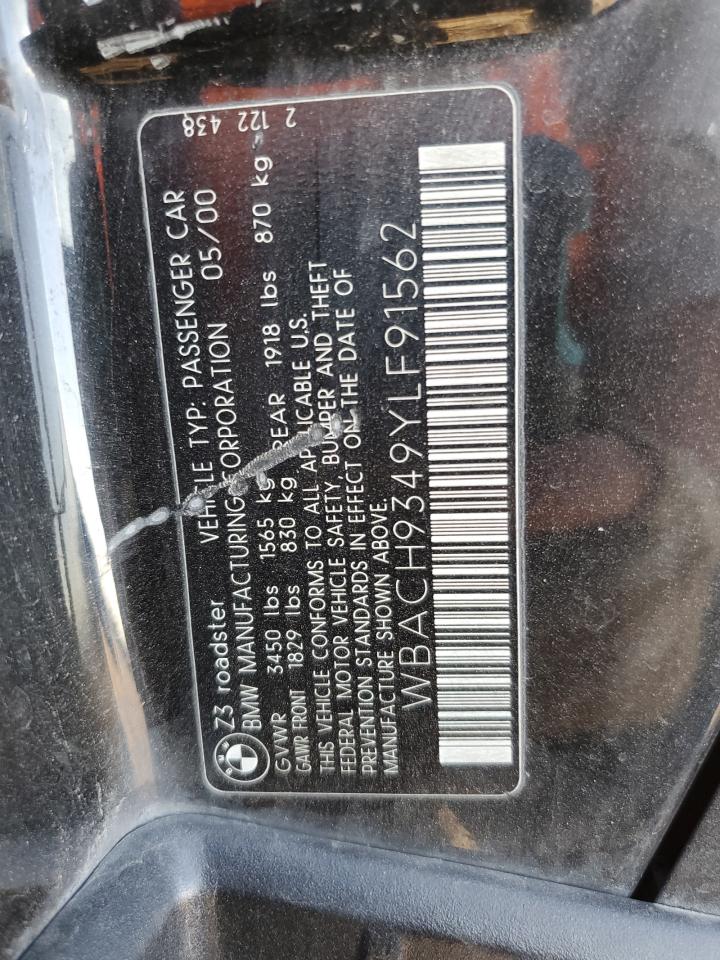 Z3 roadster VEHICLE TYP: PASSENGER CAR
BMW MANUFACTURING CORPORATION 05/00
GVWR 3450 lbs 1565 kg
GAWR FRONT 1829 lbs 830 kg REAR 1918 lbs 870 kg
THIS VEHICLE CONFORMS TO ALL APPLICABLE U.S.
FEDERAL MOTOR VEHICLE SAFETY, BUMPER AND THEFT
PREVENTION STANDARDS IN EFFECT ON THE DATE OF
MANUFACTURE SHOWN ABOVE.
WBACH9349YLF91562
2 122 438